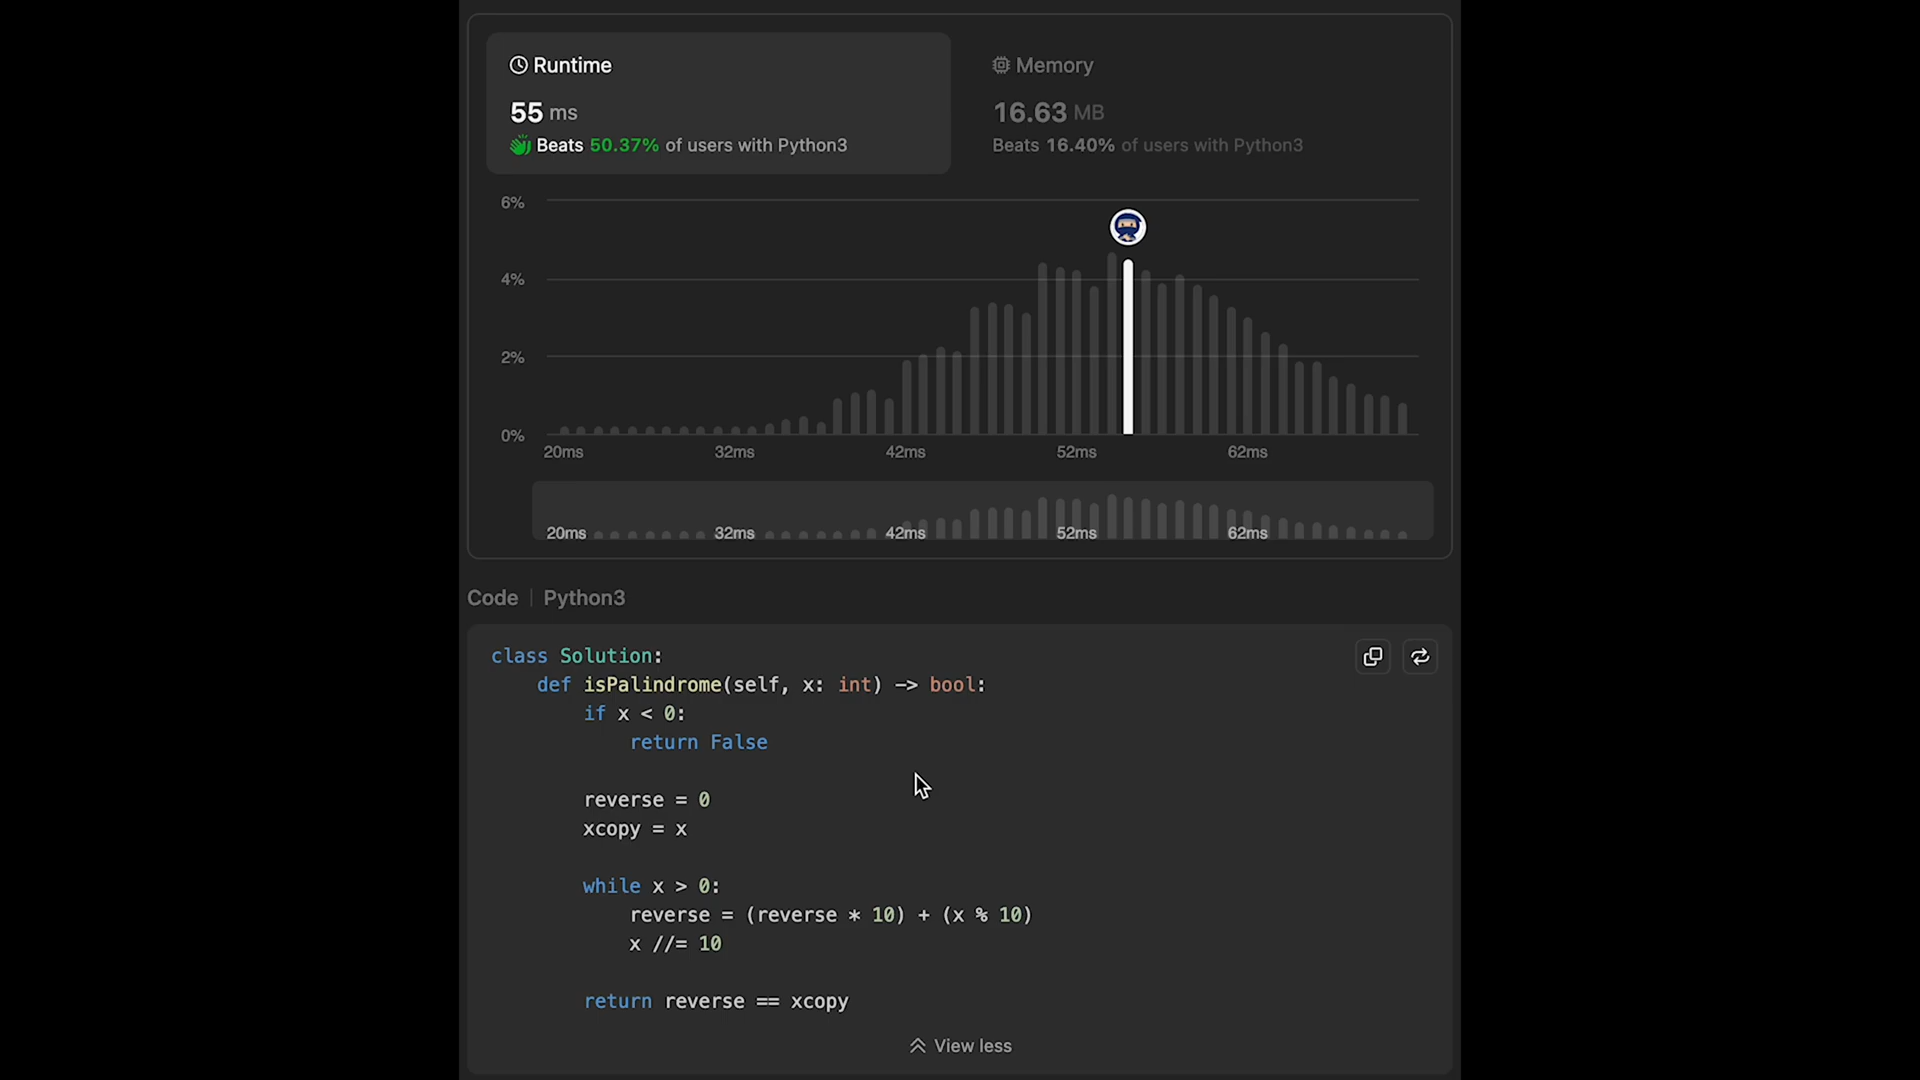 Runtime
55 ms
Beats 50.37% of users with Python3
Memory
16.63 MB
Beats 16.40% of users with Python3
6%
4%
2%
0%
20ms 32ms 42ms 52ms 62ms
20ms 32ms 42ms 52ms 62ms
Code | Python3
class Solution:
    def isPalindrome(self, x: int) -> bool:
        if x < 0:
            return False

        reverse = 0
        xcopy = x

        while x > 0:
            reverse = (reverse * 10) + (x % 10)
            x //= 10

        return reverse == xcopy
View less